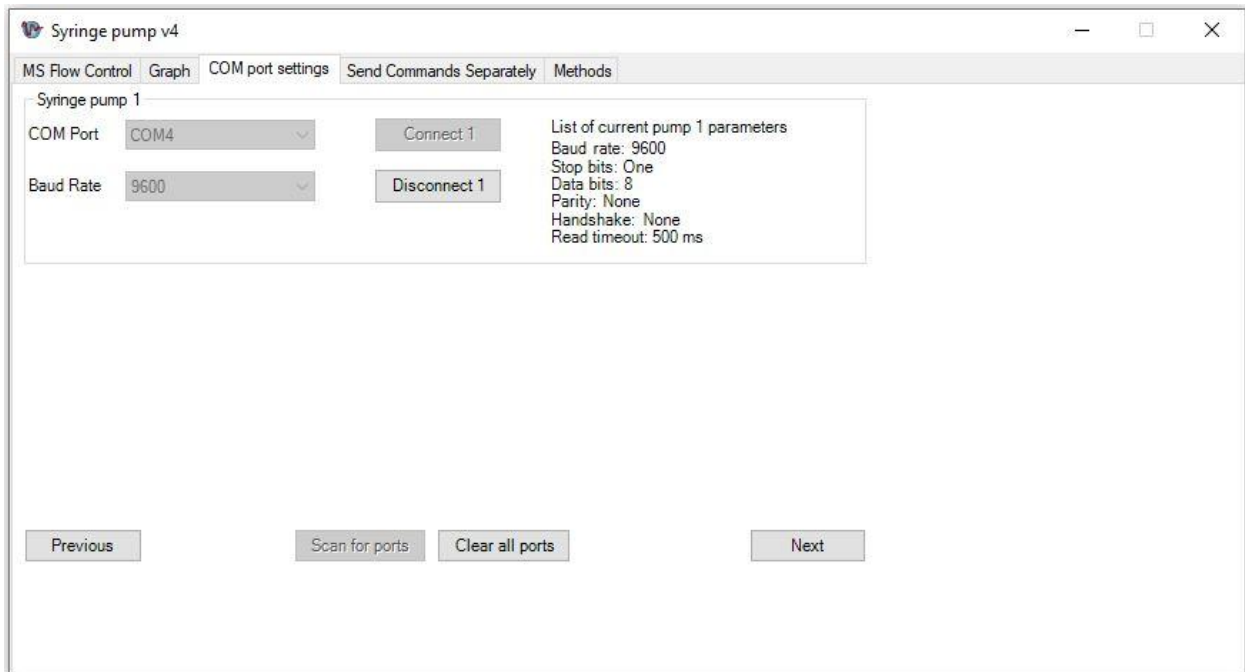 Syringe pump v4
MS Flow Control Graph COM port settings Send Commands Separately Methods
Syringe pump 1
COM Port COM4 Connect 1
Baud Rate 9600 Disconnect 1
List of current pump 1 parameters
Baud rate: 9600
Stop bits: One
Data bits: 8
Parity: None
Handshake: None
Read timeout: 500 ms
Previous Scan for ports Clear all ports Next